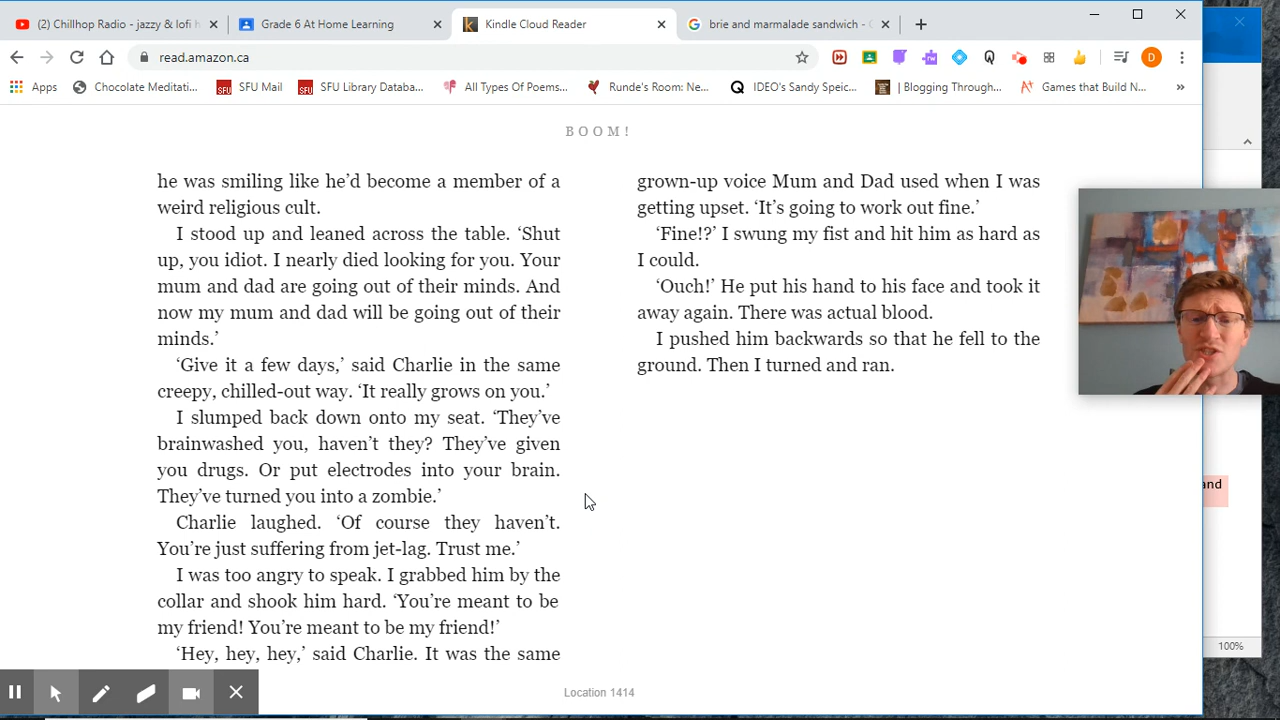 (2) Chillhop Radio - jazzy & lofi h
Grade 6 At Home Learning
Kindle Cloud Reader
brie and marmalade sandwich -
read.amazon.ca
Apps
Chocolate Meditati...
SFU Mail
SFU Library Databa...
All Types Of Poems...
Runde's Room: Ne...
IDEO's Sandy Speic...
| Blogging Through...
Games that Build N...
BOOM!
he was smiling like he'd become a member of a
weird religious cult.
I stood up and leaned across the table. 'Shut
up, you idiot. I nearly died looking for you. Your
mum and dad are going out of their minds. And
now my mum and dad will be going out of their
minds.'
'Give it a few days,' said Charlie in the same
creepy, chilled-out way. 'It really grows on you.'
I slumped back down onto my seat. 'They've
brainwashed you, haven't they? They've given
you drugs. Or put electrodes into your brain.
They've turned you into a zombie.'
Charlie laughed. 'Of course they haven't.
You're just suffering from jet-lag. Trust me.'
I was too angry to speak. I grabbed him by the
collar and shook him hard. 'You're meant to be
my friend! You're meant to be my friend!'
'Hey, hey, hey,' said Charlie. It was the same
grown-up voice Mum and Dad used when I was
getting upset. 'It's going to work out fine.'
'Fine!?' I swung my fist and hit him as hard as
I could.
'Ouch!' He put his hand to his face and took it
away again. There was actual blood.
I pushed him backwards so that he fell to the
ground. Then I turned and ran.
Location 1414
and
100%